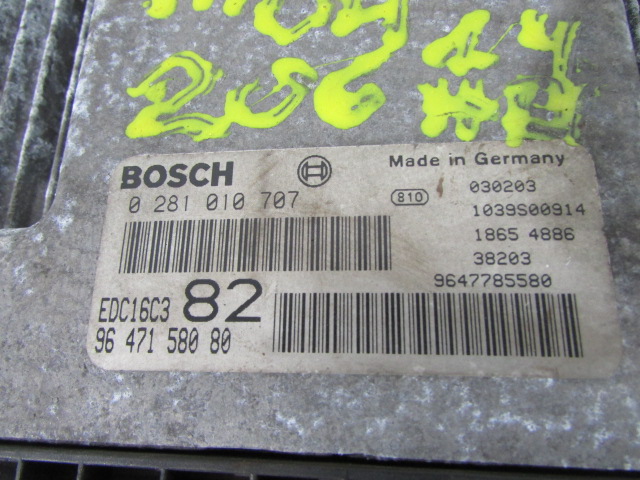 206
BOSCH
Made in Germany
0 281 010 707
810
030203
1039S00914
1865 4886
38203
9647785580
EDC16C3 82
96 471 580 80